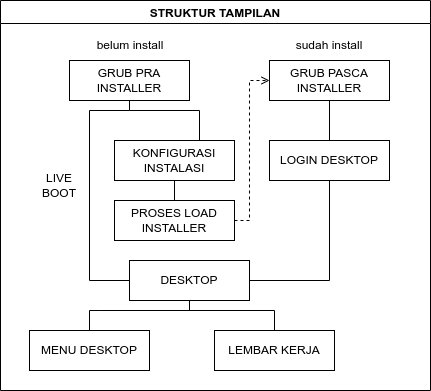 STRUKTUR TAMPILAN
belum install
sudah install
GRUB PRA
INSTALLER
GRUB PASCA
INSTALLER
KONFIGURASI
INSTALASI
LOGIN DESKTOP
LIVE
BOOT
PROSES LOAD
INSTALLER
DESKTOP
MENU DESKTOP
LEMBAR KERJA